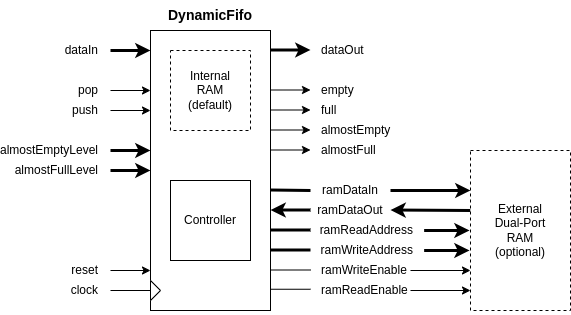 DynamicFifo
dataIn
pop
push
almostEmptyLevel
almostFullLevel
reset
clock
Internal
RAM
(default)
Controller
dataOut
empty
full
almostEmpty
almostFull
ramDataIn
ramDataOut
ramReadAddress
ramWriteAddress
ramWriteEnable
ramReadEnable
External
Dual-Port
RAM
(optional)